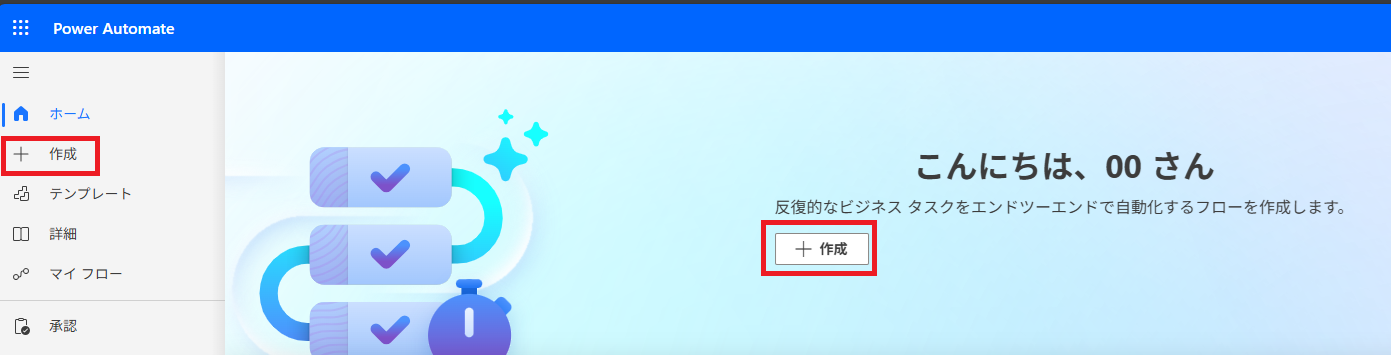 Power Automate
ホーム
作成
テンプレート
詳細
マイ フロー
承認
こんにちは、00 さん
反復的なビジネス タスクをエンドツーエンドで自動化するフローを作成します。
作成